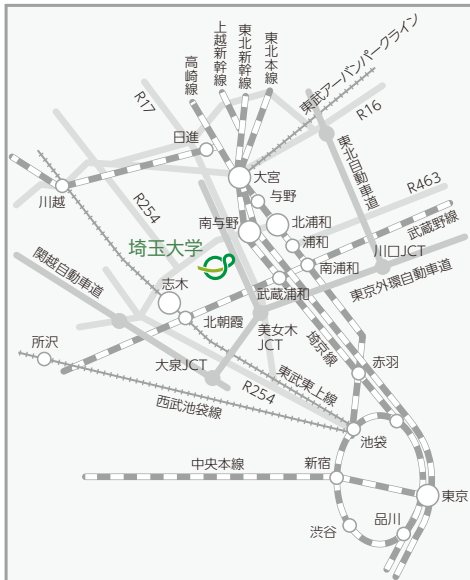 高崎線
上越新幹線
東北新幹線
東北本線
東武アーバンパークライン
R17
R16
日進
大宮
東北自動車道
川越
R254
与野
北浦和
R463
南与野
浦和
武蔵野線
埼玉大学
川口JCT
関越自動車道
志木
南浦和
東京外環自動車道
武蔵浦和
北朝霞
美女木
JCT
埼京線
所沢
大泉JCT
東武東上線
赤羽
R254
西武池袋線
池袋
中央本線
新宿
東京
渋谷
品川